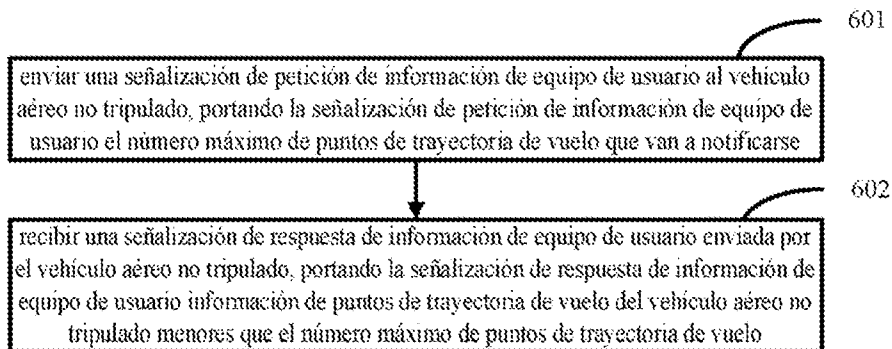 601
enviar una señalización de petición de información de equipo de usuario al vehículo
aéreo no tripulado, portando la señalización de petición de información de equipo de
usuario el número máximo de puntos de trayectoria de vuelo que van a notificarse
602
recibir una señalización de respuesta de información de equipo de usuario enviada por
el vehículo aéreo no tripulado, portando la señalización de respuesta de información de
equipo de usuario información de puntos de trayectoria de vuelo del vehículo aéreo no
tripulado menores que el número máximo de puntos de trayectoria de vuelo